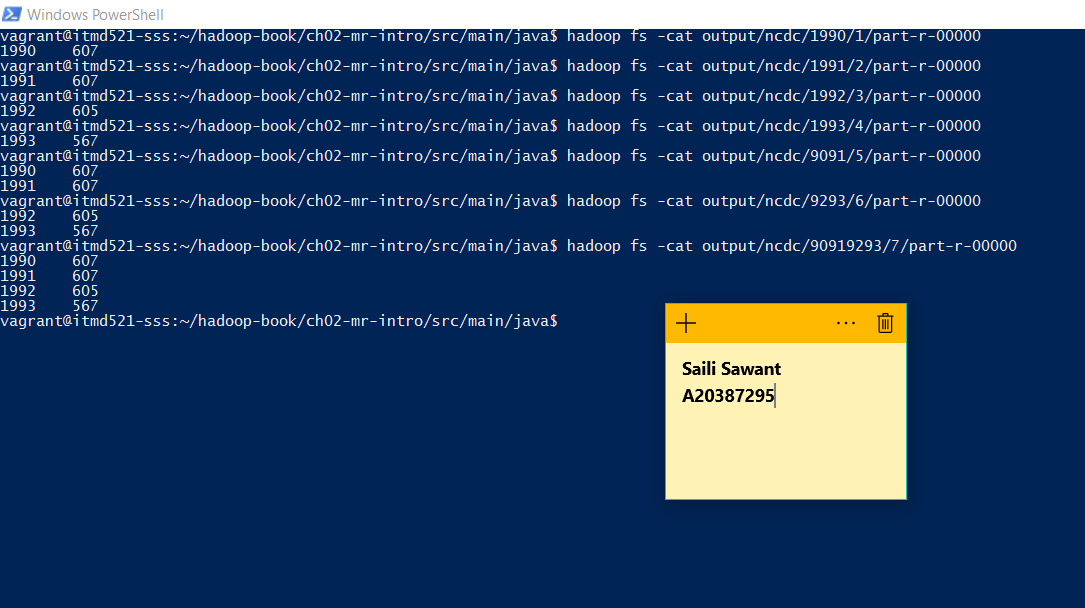 Windows PowerShell
vagrant@itmd521-sss:~/hadoop-book/ch02-mr-intro/src/main/java$ hadoop fs -cat output/ncdc/1990/1/part-r-00000
1990    607
vagrant@itmd521-sss:~/hadoop-book/ch02-mr-intro/src/main/java$ hadoop fs -cat output/ncdc/1991/2/part-r-00000
1991    607
vagrant@itmd521-sss:~/hadoop-book/ch02-mr-intro/src/main/java$ hadoop fs -cat output/ncdc/1992/3/part-r-00000
1992    605
vagrant@itmd521-sss:~/hadoop-book/ch02-mr-intro/src/main/java$ hadoop fs -cat output/ncdc/1993/4/part-r-00000
1993    567
vagrant@itmd521-sss:~/hadoop-book/ch02-mr-intro/src/main/java$ hadoop fs -cat output/ncdc/9091/5/part-r-00000
1990    607
1991    607
vagrant@itmd521-sss:~/hadoop-book/ch02-mr-intro/src/main/java$ hadoop fs -cat output/ncdc/9293/6/part-r-00000
1992    605
1993    567
vagrant@itmd521-sss:~/hadoop-book/ch02-mr-intro/src/main/java$ hadoop fs -cat output/ncdc/90919293/7/part-r-00000
1990    607
1991    607
1992    605
1993    567
vagrant@itmd521-sss:~/hadoop-book/ch02-mr-intro/src/main/java$
Saili Sawant
A20387295